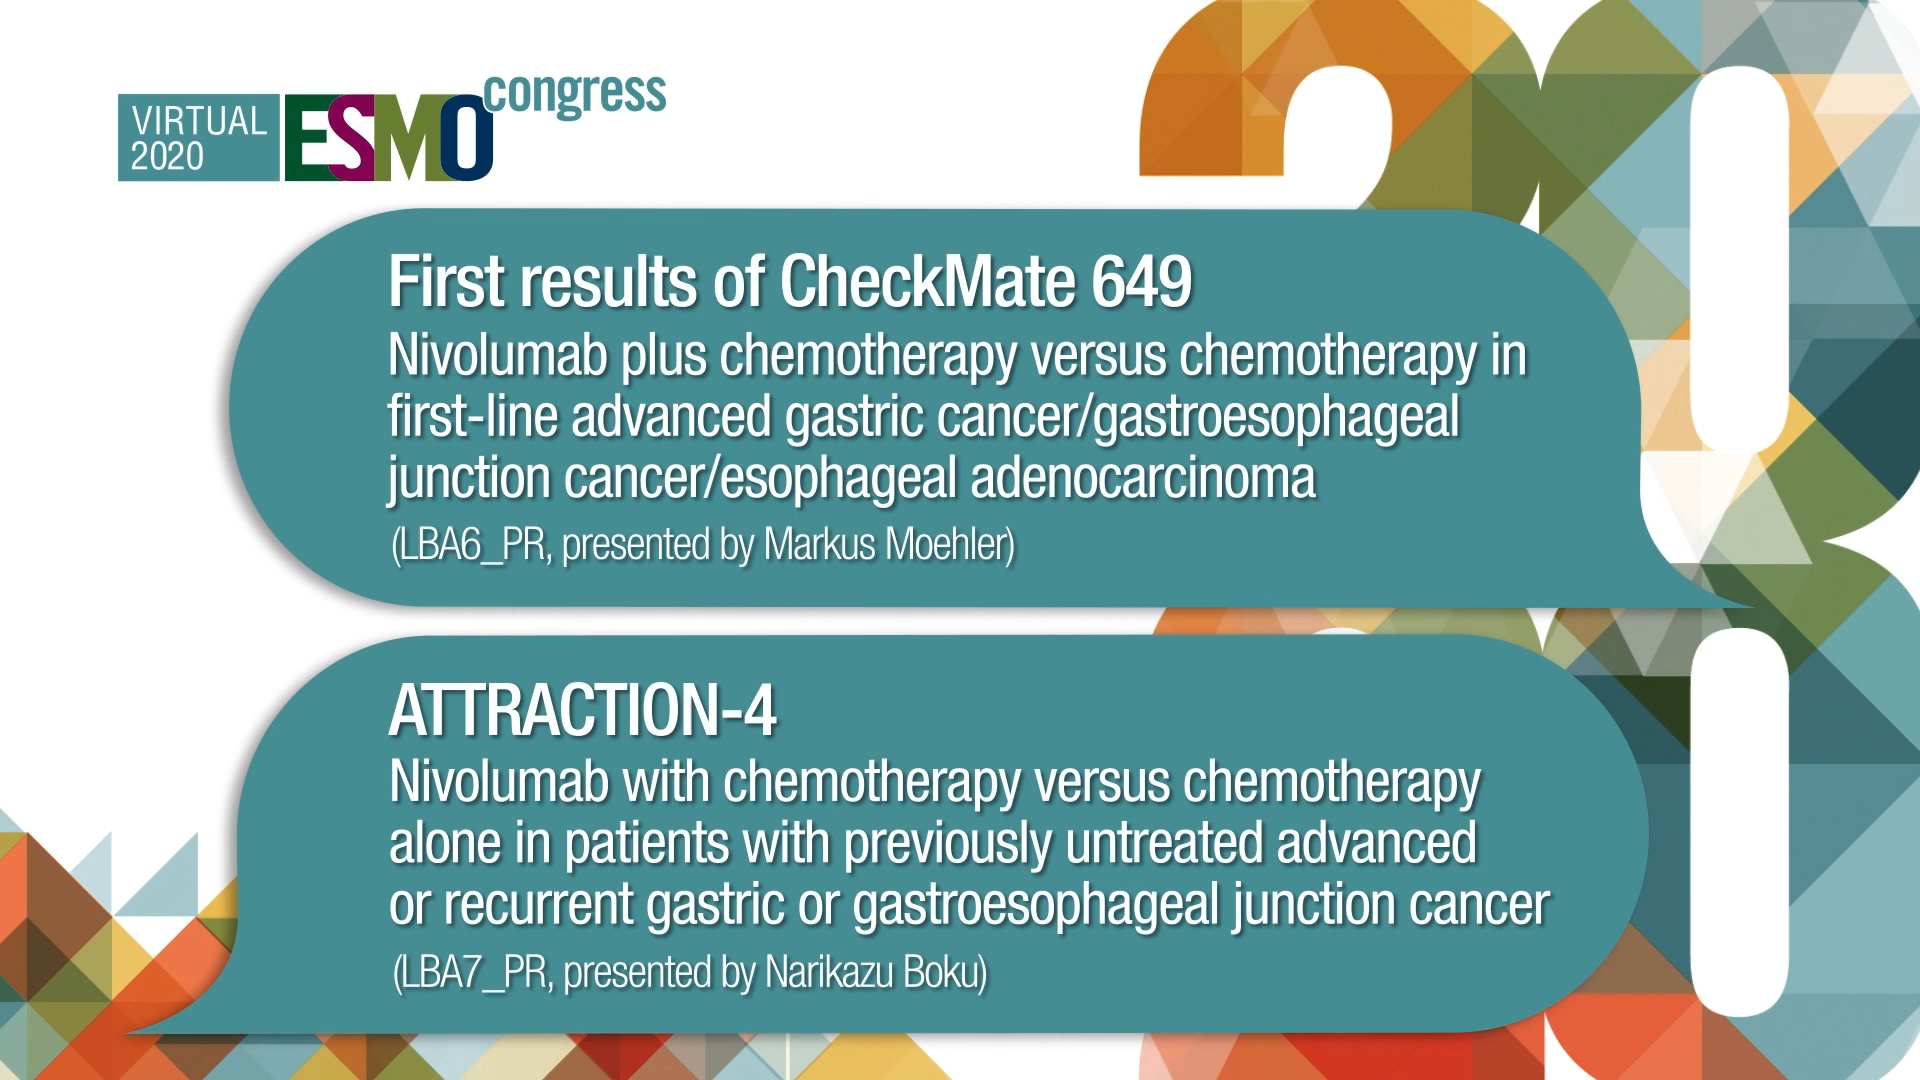 VIRTUAL
2020
ESMO congress
First results of CheckMate 649
Nivolumab plus chemotherapy versus chemotherapy in
first-line advanced gastric cancer/gastroesophageal
junction cancer/esophageal adenocarcinoma
(LBA6_PR, presented by Markus Moehler)
ATTRACTION-4
Nivolumab with chemotherapy versus chemotherapy
alone in patients with previously untreated advanced
or recurrent gastric or gastroesophageal junction cancer
(LBA7_PR, presented by Narikazu Boku)